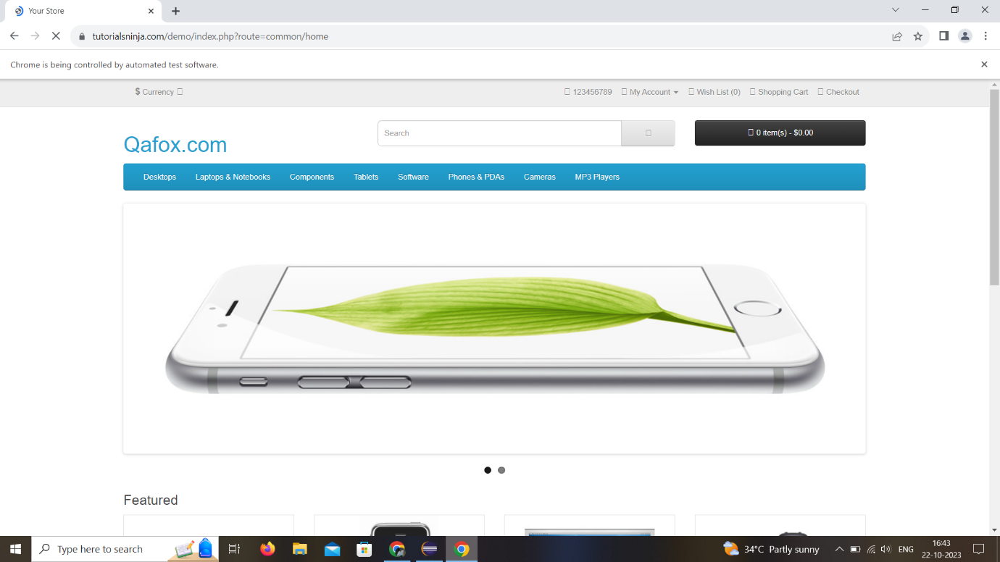 Your Store
tutorialsninja.com/demo/index.php?route=common/home
Chrome is being controlled by automated test software.
$ Currency
123456789 My Account Wish List (0) Shopping Cart Checkout
Qafox.com
Search
0 item(s) - $0.00
Desktops Laptops & Notebooks Components Tablets Software Phones & PDAs Cameras MP3 Players
Featured
Type here to search
34°C Partly sunny
ENG
16:43
22-10-2023